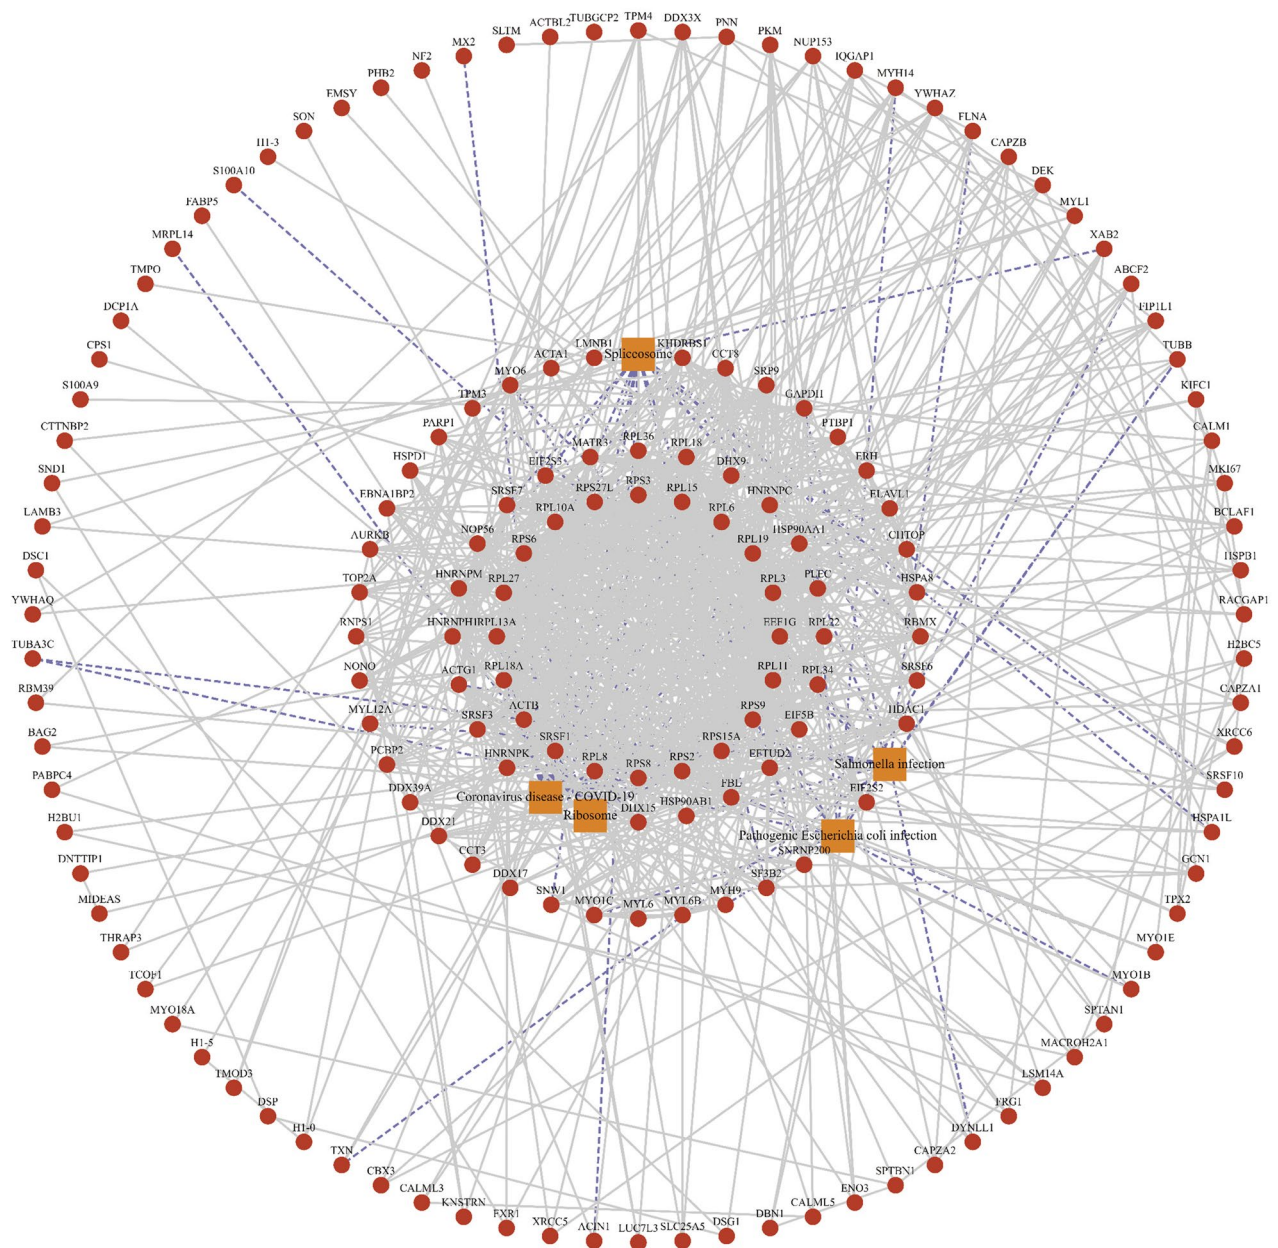 TPM4
DDX3X
PNN
PKM
NUP153
IQGAP1
MYH14
YWHAZ
FLNA
CAPZB
DEK
MYL1
XAB2
ABCF2
FIP1L1
TUBB
KIFC1
CALM1
MKI67
BCLAF1
HSPB1
RACGAP1
H2BC5
CAPZA1
XRCC6
SRSF10
HSPA1L
GCN1
TPX2
MYO1E
MYO1B
SPTAN1
MACROH2A1
LSM14A
FRG1
DYNLL1
CAPZA2
SPTBN1
ENO3
CALML5
DBN1
DSG1
SLC25A5
LUC7L3
ACIN1
XRCC5
FXR1
KNSTRN
CALML3
CBX3
TXN
H1-0
DSP
TMOD3
H1-5
MYO18A
TCOF1
THRAP3
MIDEAS
DNTTIP1
H2BU1
PABPC4
BAG2
RBM39
TUBA3C
YWHAQ
DSC1
LAMB3
SND1
CTTNBP2
S100A9
CPS1
DCP1A
TMPO
MRPL14
FABP5
S100A10
H1-3
SON
EMSY
PHB2
NF2
MX2
SLTM
ACTBL2
TUBGCP2
Spliceosome
KHDRBS1
CCT8
SRP9
GAPDH
PTBP1
ERH
ELAVL1
CHTOP
HSPA8
RBMX
SRSF6
HDAC1
Salmonella infection
EIF2S2
Pathogenic Escherichia coli infection
SNRNP200
SF3B2
MYH9
MYL6B
MYL6
MYO1C
SNW1
DDX17
CCT3
DDX21
DDX39A
PCBP2
MYL12A
NONO
RNPS1
TOP2A
AURKB
EBNA1BP2
HSPD1
PARP1
TPM3
MYO6
ACTA1
LMNB1
RPL36
RPL18
DHX9
HNRNPC
HSP90AA1
PLEC
RPL22
RPL34
EIF5B
EFTUD2
FBL
HSP90AB1
DHX15
Ribosome
Coronavirus disease - COVID-19
HNRNPK
SRSF3
ACTG1
HNRNPH1
HNRNPM
NOP56
SRSF7
EIF2S3
MATR3
RPS3
RPL15
RPL6
RPL19
RPL3
EEF1G
RPL11
RPS9
RPS15A
RPS2
RPS8
RPL8
SRSF1
ACTB
RPL18A
RPL13A
RPL27
RPS6
RPL10A
RPS27L